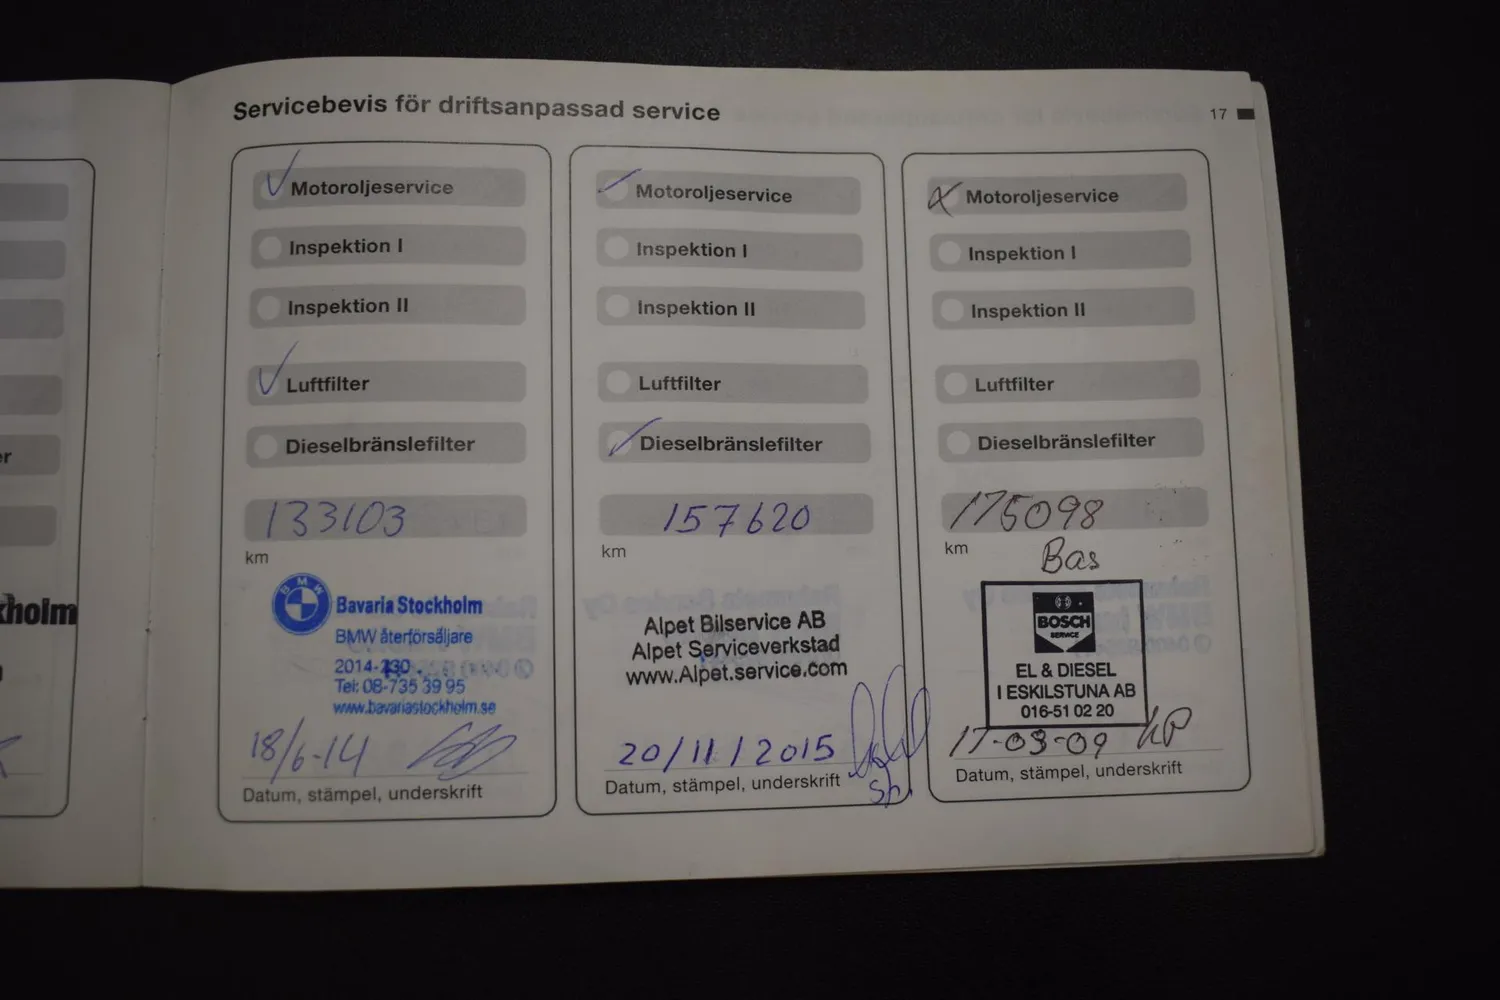 Servicebevis för driftsanpassad service
17
Motoroljeservice
Inspektion I
Inspektion II
Luftfilter
Dieselbränslefilter
133103
km
BMW
Bavaria Stockholm
BMW återförsäljare
2014-
Tel: 08-735 39 95
www.bavariastockholm.se
18/6-14
Datum, stämpel, underskrift
Motoroljeservice
Inspektion I
Inspektion II
Luftfilter
Dieselbränslefilter
157620
km
Alpet Bilservice AB
Alpet Serviceverkstad
www.Alpet.service.com
20/11/2015
Datum, stämpel, underskrift
Motoroljeservice
Inspektion I
Inspektion II
Luftfilter
Dieselbränslefilter
175098
km
Bas
BOSCH
SERVICE
EL & DIESEL
I ESKILSTUNA AB
016-51 02 20
17-03-09
Datum, stämpel, underskrift